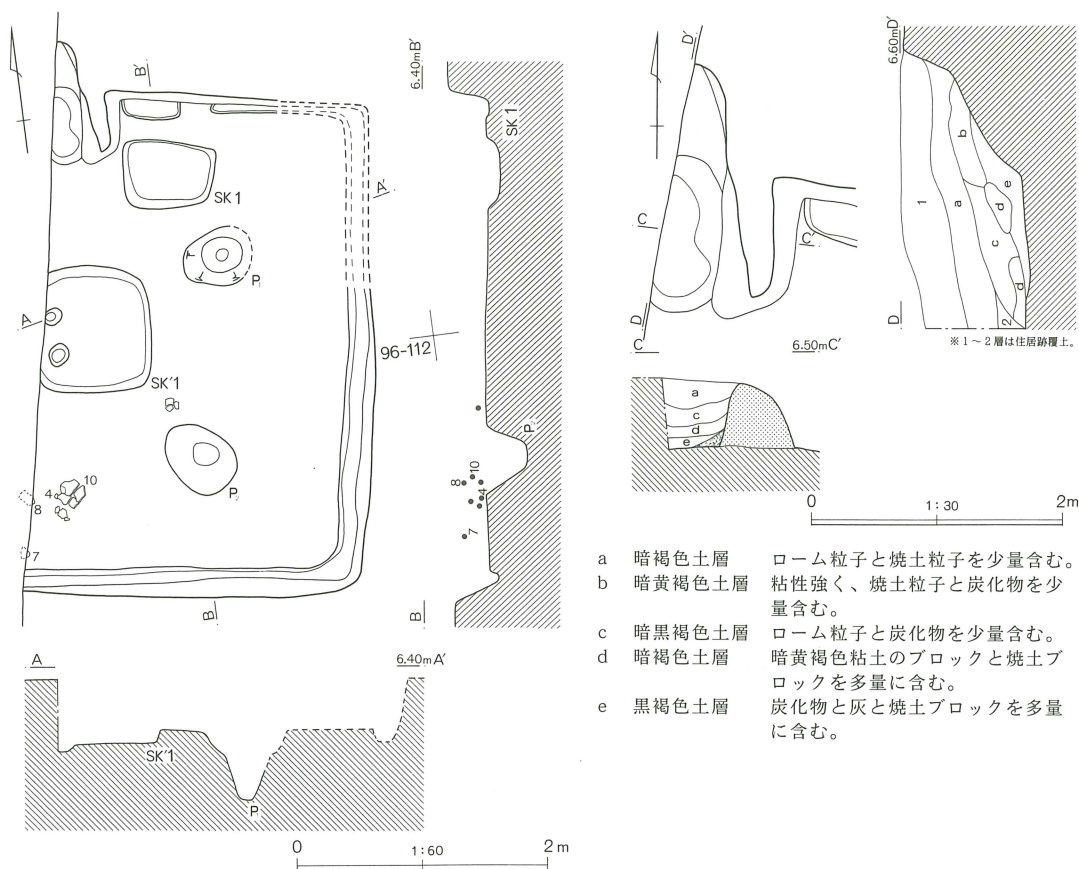 B′
A′
SK 1
P1
A
SK′1
96-112
P2
4
10
8
7
B
6.40m B′
SK 1
P2
10
8
4
7
B
A
6.40m A′
SK′1
P1
0
1:60
2 m
D′
C
C′
D
C
6.50m C′
a
c
d
e
6.60m D′
1
a
b
c
d
e
d
2
D
※1～2層は住居跡覆土。
0
1:30
2m
a 暗褐色土層 ローム粒子と焼土粒子を少量含む。
b 暗黄褐色土層 粘性強く、焼土粒子と炭化物を少
量含む。
c 暗黒褐色土層 ローム粒子と炭化物を少量含む。
d 暗褐色土層 暗黄褐色粘土のブロックと焼土ブ
ロックを多量に含む。
e 黒褐色土層 炭化物と灰と焼土ブロックを多量
に含む。